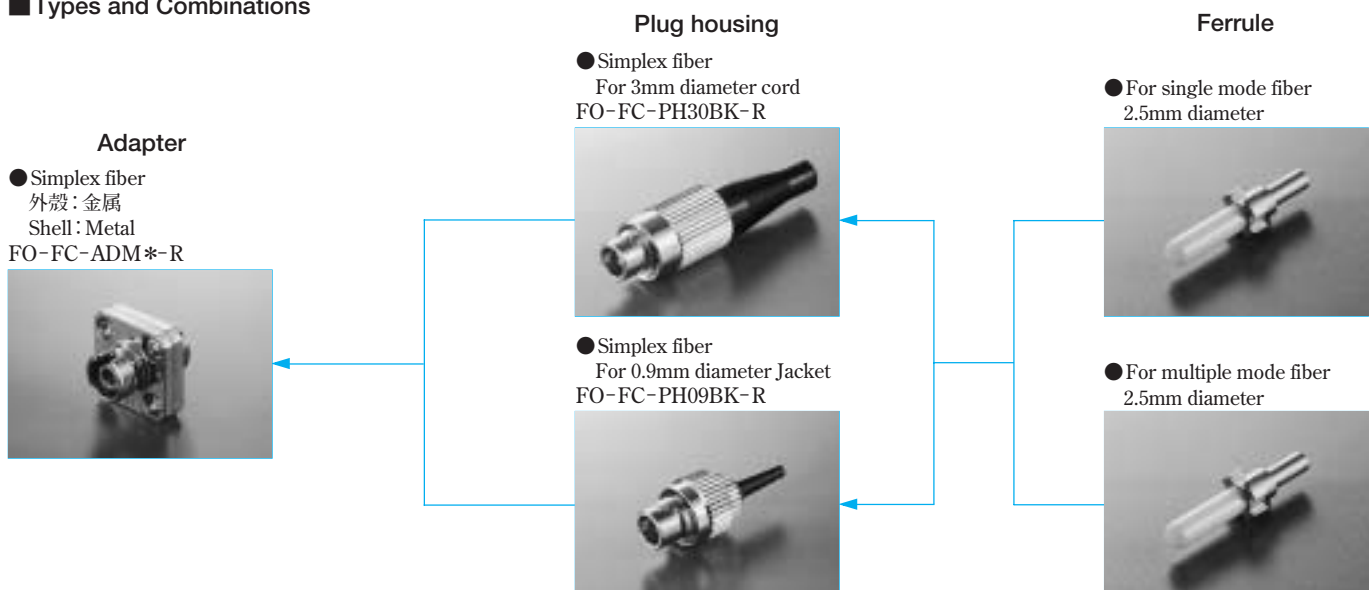 ■Types and Combinations
Adapter
●Simplex fiber
外殻：金属
Shell：Metal
FO-FC-ADM*-R
Plug housing
●Simplex fiber
For 3mm diameter cord
FO-FC-PH30BK-R
●Simplex fiber
For 0.9mm diameter Jacket
FO-FC-PH09BK-R
Ferrule
●For single mode fiber
2.5mm diameter
●For multiple mode fiber
2.5mm diameter